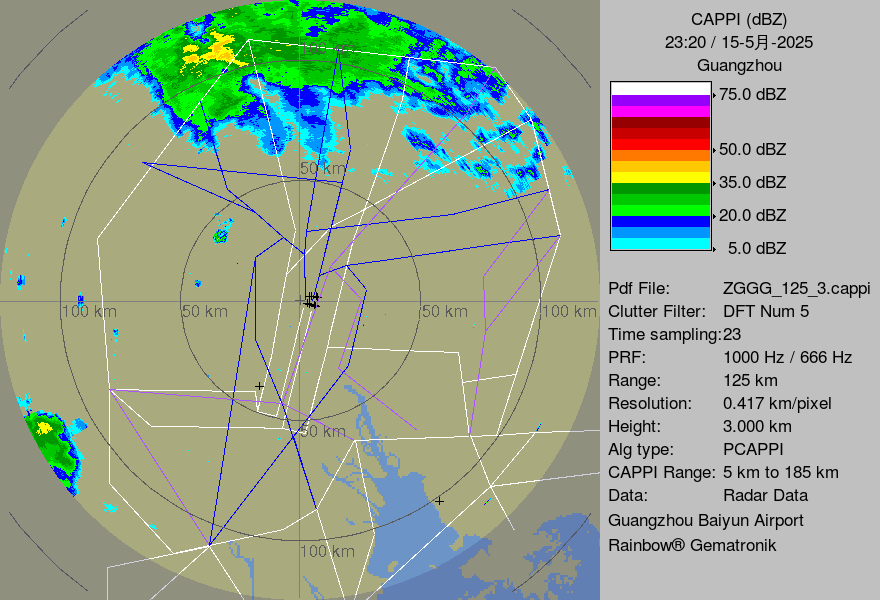 CAPPI (dBZ)
23:20 / 15-5月-2025
Guangzhou
75.0 dBZ
50.0 dBZ
35.0 dBZ
20.0 dBZ
5.0 dBZ
Pdf File: ZGGG_125_3.cappi
Clutter Filter: DFT Num 5
Time sampling:23
PRF: 1000 Hz / 666 Hz
Range: 125 km
Resolution: 0.417 km/pixel
Height: 3.000 km
Alg type: PCAPPI
CAPPI Range: 5 km to 185 km
Data: Radar Data
Guangzhou Baiyun Airport
Rainbow® Gematronik
100 km
50 km
100 km
50 km
50 km
100 km
50 km
100 km